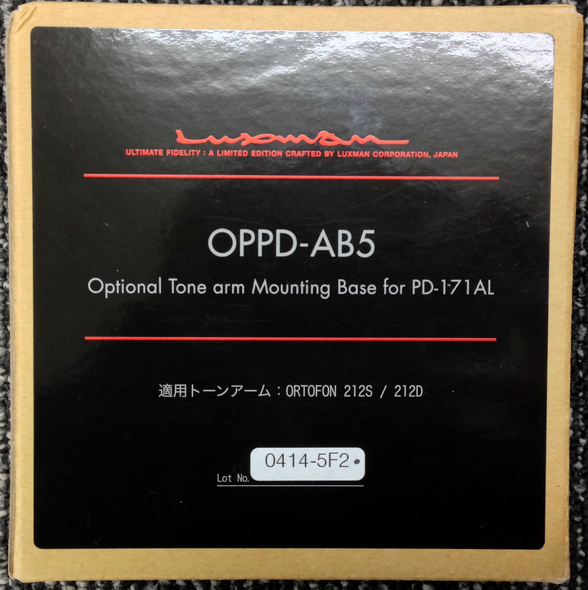 Luxman
ULTIMATE FIDELITY : A LIMITED EDITION CRAFTED BY LUXMAN CORPORATION, JAPAN
OPPD-AB5
Optional Tone arm Mounting Base for PD-171AL
適用トーンアーム：ORTOFON 212S / 212D
Lot No. 0414-5F2